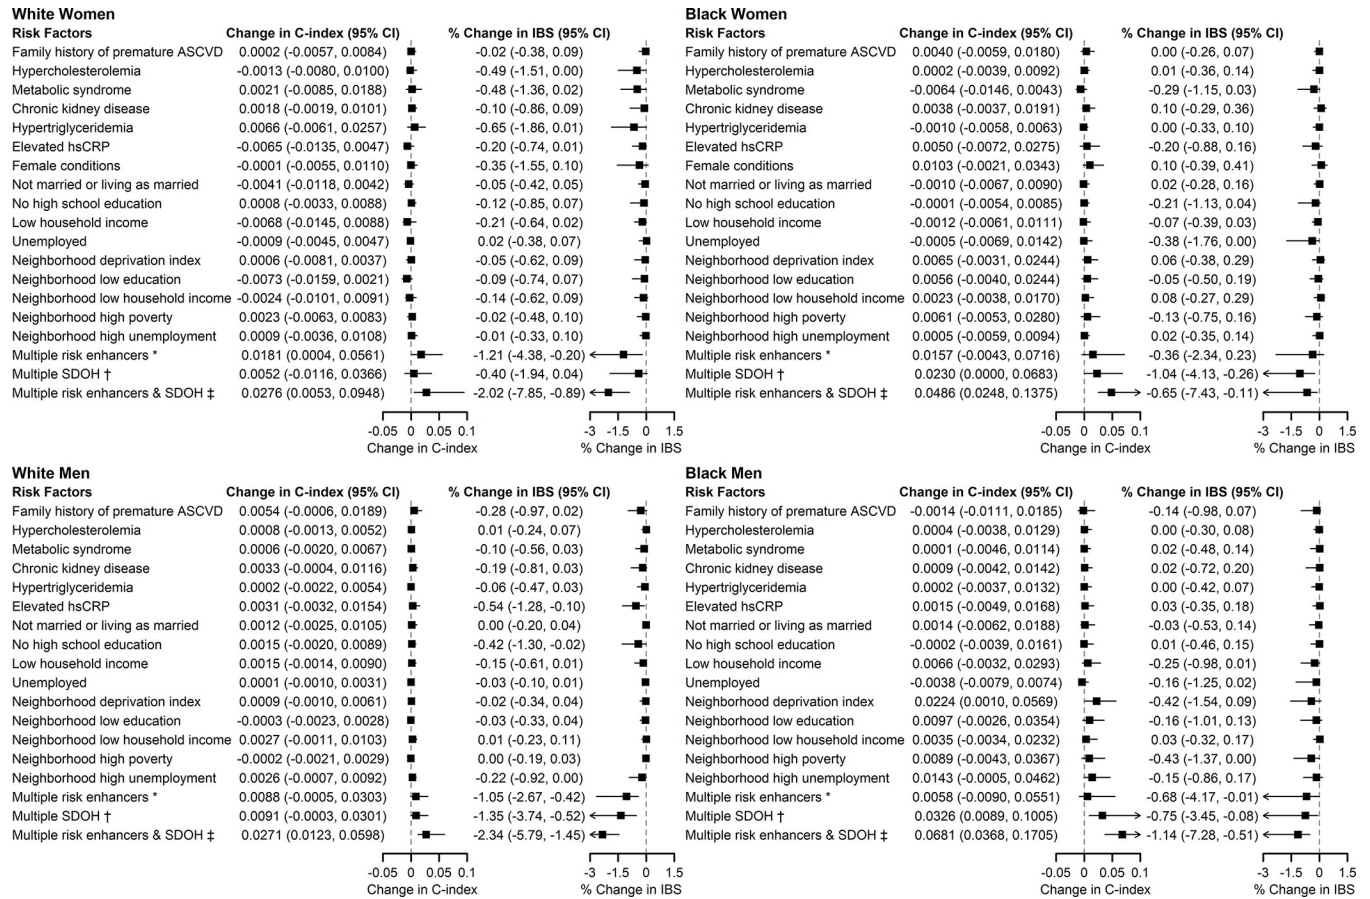 White Women
Risk Factors Change in C-index (95% CI) % Change in IBS (95% CI)
Family history of premature ASCVD 0.0002 (-0.0057, 0.0084) -0.02 (-0.38, 0.09)
Hypercholesterolemia -0.0013 (-0.0080, 0.0100) -0.49 (-1.51, 0.00)
Metabolic syndrome 0.0021 (-0.0085, 0.0188) -0.48 (-1.36, 0.02)
Chronic kidney disease 0.0018 (-0.0019, 0.0101) -0.10 (-0.86, 0.09)
Hypertriglyceridemia 0.0066 (-0.0061, 0.0257) -0.65 (-1.86, 0.01)
Elevated hsCRP -0.0065 (-0.0135, 0.0047) -0.20 (-0.74, 0.01)
Female conditions -0.0001 (-0.0055, 0.0110) -0.35 (-1.55, 0.10)
Not married or living as married -0.0041 (-0.0118, 0.0042) -0.05 (-0.42, 0.05)
No high school education 0.0008 (-0.0033, 0.0088) -0.12 (-0.85, 0.07)
Low household income -0.0068 (-0.0145, 0.0088) -0.21 (-0.64, 0.02)
Unemployed -0.0009 (-0.0045, 0.0047) 0.02 (-0.38, 0.07)
Neighborhood deprivation index 0.0006 (-0.0081, 0.0037) -0.05 (-0.62, 0.09)
Neighborhood low education -0.0073 (-0.0159, 0.0021) -0.09 (-0.74, 0.07)
Neighborhood low household income -0.0024 (-0.0101, 0.0091) -0.14 (-0.62, 0.09)
Neighborhood high poverty 0.0023 (-0.0063, 0.0083) -0.02 (-0.48, 0.10)
Neighborhood high unemployment 0.0009 (-0.0036, 0.0108) -0.01 (-0.33, 0.10)
Multiple risk enhancers * 0.0181 (0.0004, 0.0561) -1.21 (-4.38, -0.20)
Multiple SDOH † 0.0052 (-0.0116, 0.0366) -0.40 (-1.94, 0.04)
Multiple risk enhancers & SDOH ‡ 0.0276 (0.0053, 0.0948) -2.02 (-7.85, -0.89)
-0.05 0 0.05 0.1 -3 -1.5 0 1.5
Change in C-index % Change in IBS
Black Women
Risk Factors Change in C-index (95% CI) % Change in IBS (95% CI)
Family history of premature ASCVD 0.0040 (-0.0059, 0.0180) 0.00 (-0.26, 0.07)
Hypercholesterolemia 0.0002 (-0.0039, 0.0092) 0.01 (-0.36, 0.14)
Metabolic syndrome -0.0064 (-0.0146, 0.0043) -0.29 (-1.15, 0.03)
Chronic kidney disease 0.0038 (-0.0037, 0.0191) 0.10 (-0.29, 0.36)
Hypertriglyceridemia -0.0010 (-0.0058, 0.0063) 0.00 (-0.33, 0.10)
Elevated hsCRP 0.0050 (-0.0072, 0.0275) -0.20 (-0.88, 0.16)
Female conditions 0.0103 (-0.0021, 0.0343) 0.10 (-0.39, 0.41)
Not married or living as married -0.0010 (-0.0067, 0.0090) 0.02 (-0.28, 0.16)
No high school education -0.0001 (-0.0054, 0.0085) -0.21 (-1.13, 0.04)
Low household income -0.0012 (-0.0061, 0.0111) -0.07 (-0.39, 0.03)
Unemployed -0.0005 (-0.0069, 0.0142) -0.38 (-1.76, 0.00)
Neighborhood deprivation index 0.0065 (-0.0031, 0.0244) 0.06 (-0.38, 0.29)
Neighborhood low education 0.0056 (-0.0040, 0.0244) -0.05 (-0.50, 0.19)
Neighborhood low household income 0.0023 (-0.0038, 0.0170) 0.08 (-0.27, 0.29)
Neighborhood high poverty 0.0061 (-0.0053, 0.0280) -0.13 (-0.75, 0.16)
Neighborhood high unemployment 0.0005 (-0.0059, 0.0094) 0.02 (-0.35, 0.14)
Multiple risk enhancers * 0.0157 (-0.0043, 0.0716) -0.36 (-2.34, 0.23)
Multiple SDOH † 0.0230 (0.0000, 0.0683) -1.04 (-4.13, -0.26)
Multiple risk enhancers & SDOH ‡ 0.0486 (0.0248, 0.1375) -0.65 (-7.43, -0.11)
-0.05 0 0.05 0.1 -3 -1.5 0 1.5
Change in C-index % Change in IBS
White Men
Risk Factors Change in C-index (95% CI) % Change in IBS (95% CI)
Family history of premature ASCVD 0.0054 (-0.0006, 0.0189) -0.28 (-0.97, 0.02)
Hypercholesterolemia 0.0008 (-0.0013, 0.0052) 0.01 (-0.24, 0.07)
Metabolic syndrome 0.0006 (-0.0020, 0.0067) -0.10 (-0.56, 0.03)
Chronic kidney disease 0.0033 (-0.0004, 0.0116) -0.19 (-0.81, 0.03)
Hypertriglyceridemia 0.0002 (-0.0022, 0.0054) -0.06 (-0.47, 0.03)
Elevated hsCRP 0.0031 (-0.0032, 0.0154) -0.54 (-1.28, -0.10)
Not married or living as married 0.0012 (-0.0025, 0.0105) 0.00 (-0.20, 0.04)
No high school education 0.0015 (-0.0020, 0.0089) -0.42 (-1.30, -0.02)
Low household income 0.0015 (-0.0014, 0.0090) -0.15 (-0.61, 0.01)
Unemployed 0.0001 (-0.0010, 0.0031) -0.03 (-0.10, 0.01)
Neighborhood deprivation index 0.0009 (-0.0010, 0.0061) -0.02 (-0.34, 0.04)
Neighborhood low education -0.0003 (-0.0023, 0.0028) -0.03 (-0.33, 0.04)
Neighborhood low household income 0.0027 (-0.0011, 0.0103) 0.01 (-0.23, 0.11)
Neighborhood high poverty -0.0002 (-0.0021, 0.0029) 0.00 (-0.19, 0.03)
Neighborhood high unemployment 0.0026 (-0.0007, 0.0092) -0.22 (-0.92, 0.00)
Multiple risk enhancers * 0.0088 (-0.0005, 0.0303) -1.05 (-2.67, -0.42)
Multiple SDOH † 0.0091 (-0.0003, 0.0301) -1.35 (-3.74, -0.52)
Multiple risk enhancers & SDOH ‡ 0.0271 (0.0123, 0.0598) -2.34 (-5.79, -1.45)
-0.05 0 0.05 0.1 -3 -1.5 0 1.5
Change in C-index % Change in IBS
Black Men
Risk Factors Change in C-index (95% CI) % Change in IBS (95% CI)
Family history of premature ASCVD -0.0014 (-0.0111, 0.0185) -0.14 (-0.98, 0.07)
Hypercholesterolemia 0.0004 (-0.0038, 0.0129) 0.00 (-0.30, 0.08)
Metabolic syndrome 0.0001 (-0.0046, 0.0114) 0.02 (-0.48, 0.14)
Chronic kidney disease 0.0009 (-0.0042, 0.0142) 0.02 (-0.72, 0.20)
Hypertriglyceridemia 0.0002 (-0.0037, 0.0132) 0.00 (-0.42, 0.07)
Elevated hsCRP 0.0015 (-0.0049, 0.0168) 0.03 (-0.35, 0.18)
Not married or living as married 0.0014 (-0.0062, 0.0188) -0.03 (-0.53, 0.14)
No high school education -0.0002 (-0.0039, 0.0161) 0.01 (-0.46, 0.15)
Low household income 0.0066 (-0.0032, 0.0293) -0.25 (-0.98, 0.01)
Unemployed -0.0038 (-0.0079, 0.0074) -0.16 (-1.25, 0.02)
Neighborhood deprivation index 0.0224 (0.0010, 0.0569) -0.42 (-1.54, 0.09)
Neighborhood low education 0.0097 (-0.0026, 0.0354) -0.16 (-1.01, 0.13)
Neighborhood low household income 0.0035 (-0.0034, 0.0232) 0.03 (-0.32, 0.17)
Neighborhood high poverty 0.0089 (-0.0043, 0.0367) -0.43 (-1.37, 0.00)
Neighborhood high unemployment 0.0143 (-0.0005, 0.0462) -0.15 (-0.86, 0.17)
Multiple risk enhancers * 0.0058 (-0.0090, 0.0551) -0.68 (-4.17, -0.01)
Multiple SDOH † 0.0326 (0.0089, 0.1005) -0.75 (-3.45, -0.08)
Multiple risk enhancers & SDOH ‡ 0.0681 (0.0368, 0.1705) -1.14 (-7.28, -0.51)
-0.05 0 0.05 0.1 -3 -1.5 0 1.5
Change in C-index % Change in IBS